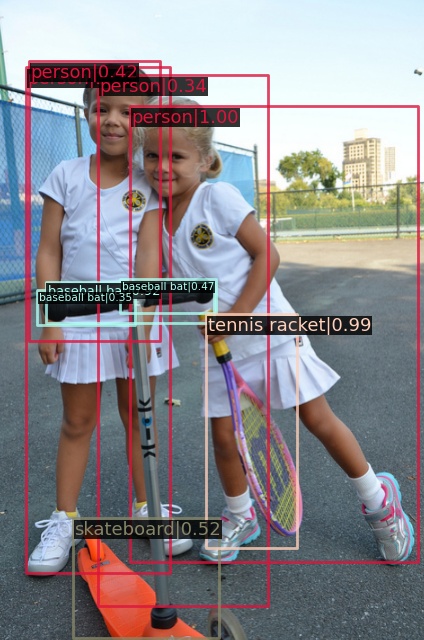 person|0.42
person|0.34
person|1.00
baseball bat|0.47
baseball bat|0.35
tennis racket|0.99
skateboard|0.52